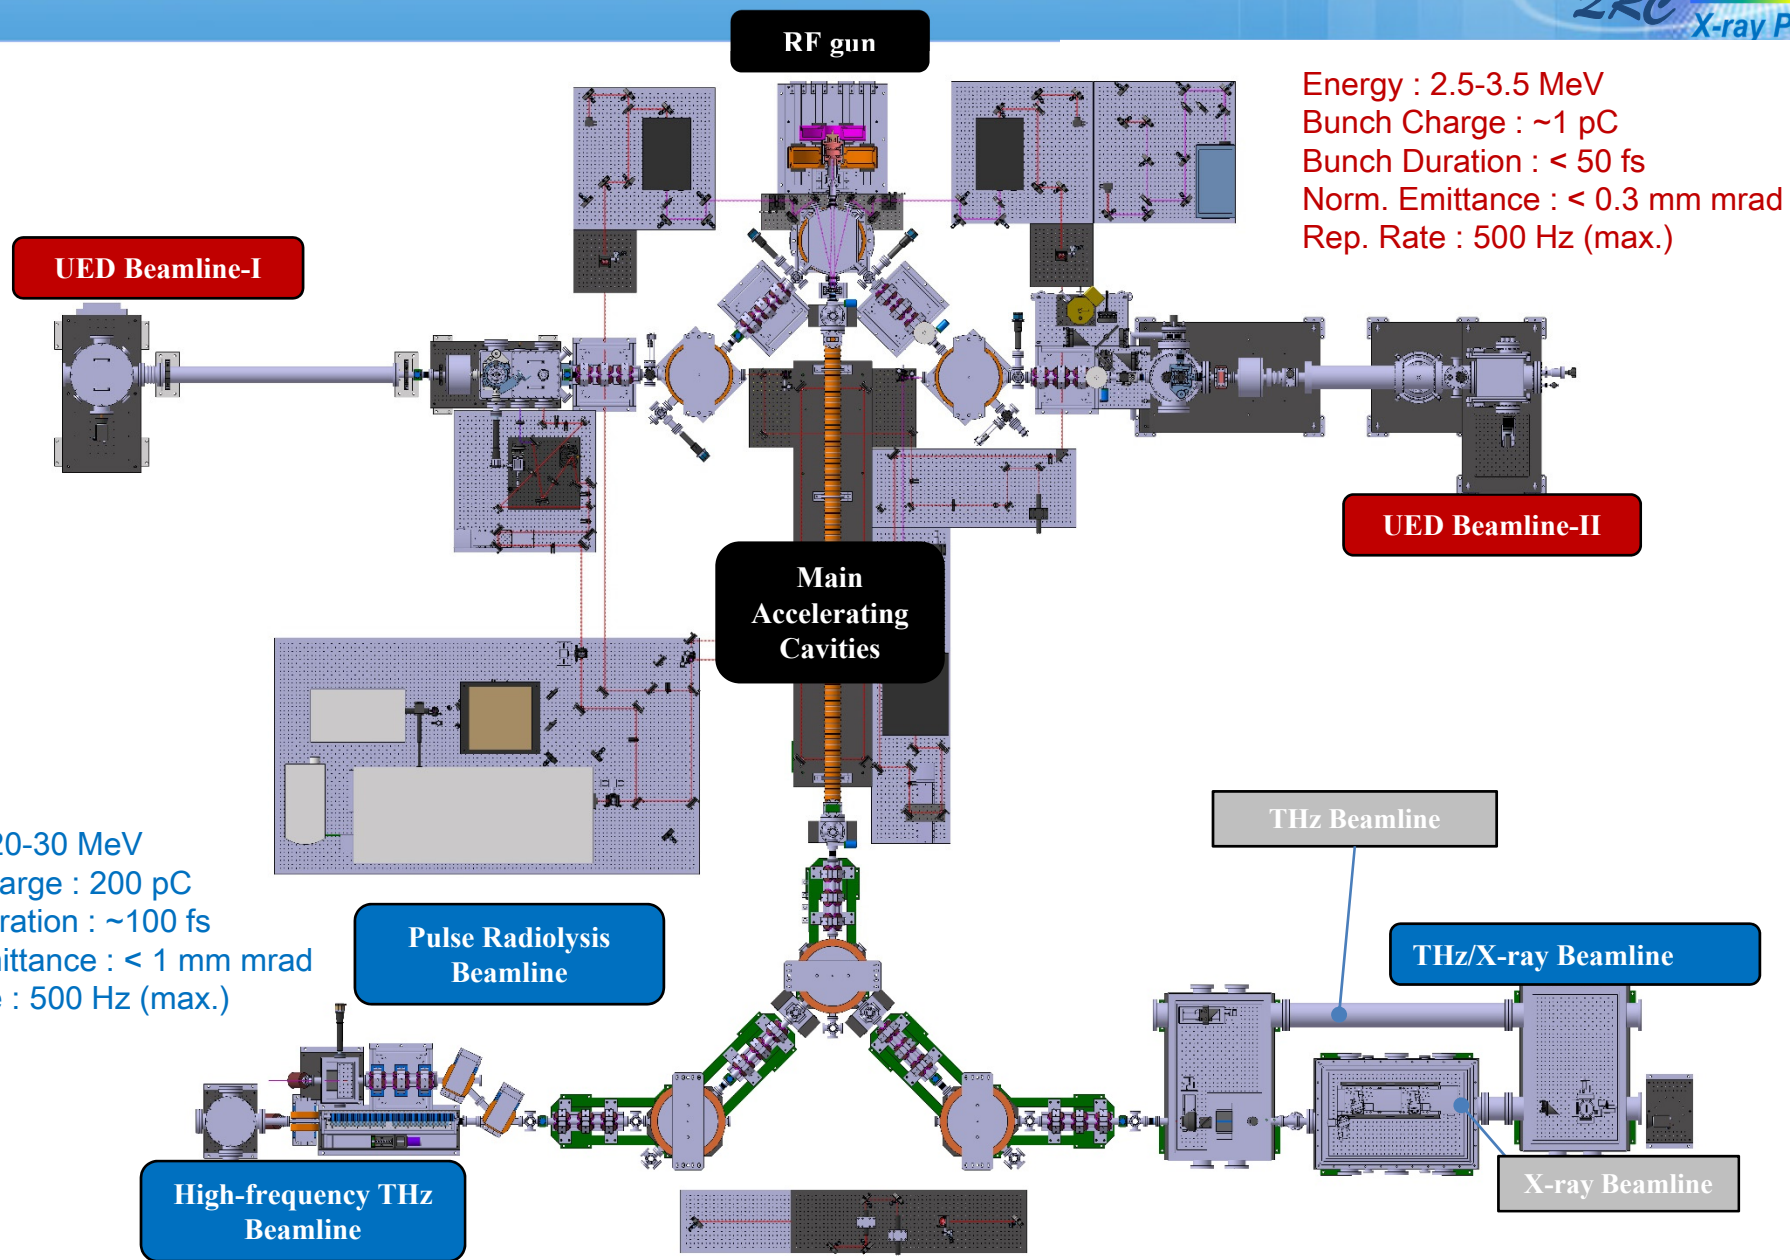 X-ray P
RF gun
Energy : 2.5-3.5 MeV
Bunch Charge : ~1 pC
Bunch Duration : < 50 fs
Norm. Emittance : < 0.3 mm mrad
Rep. Rate : 500 Hz (max.)
UED Beamline-I
UED Beamline-II
Main
Accelerating
Cavities
THz Beamline
20-30 MeV
arge : 200 pC
ration : ~100 fs
ittance : < 1 mm mrad
e : 500 Hz (max.)
Pulse Radiolysis
Beamline
THz/X-ray Beamline
High-frequency THz
Beamline
X-ray Beamline